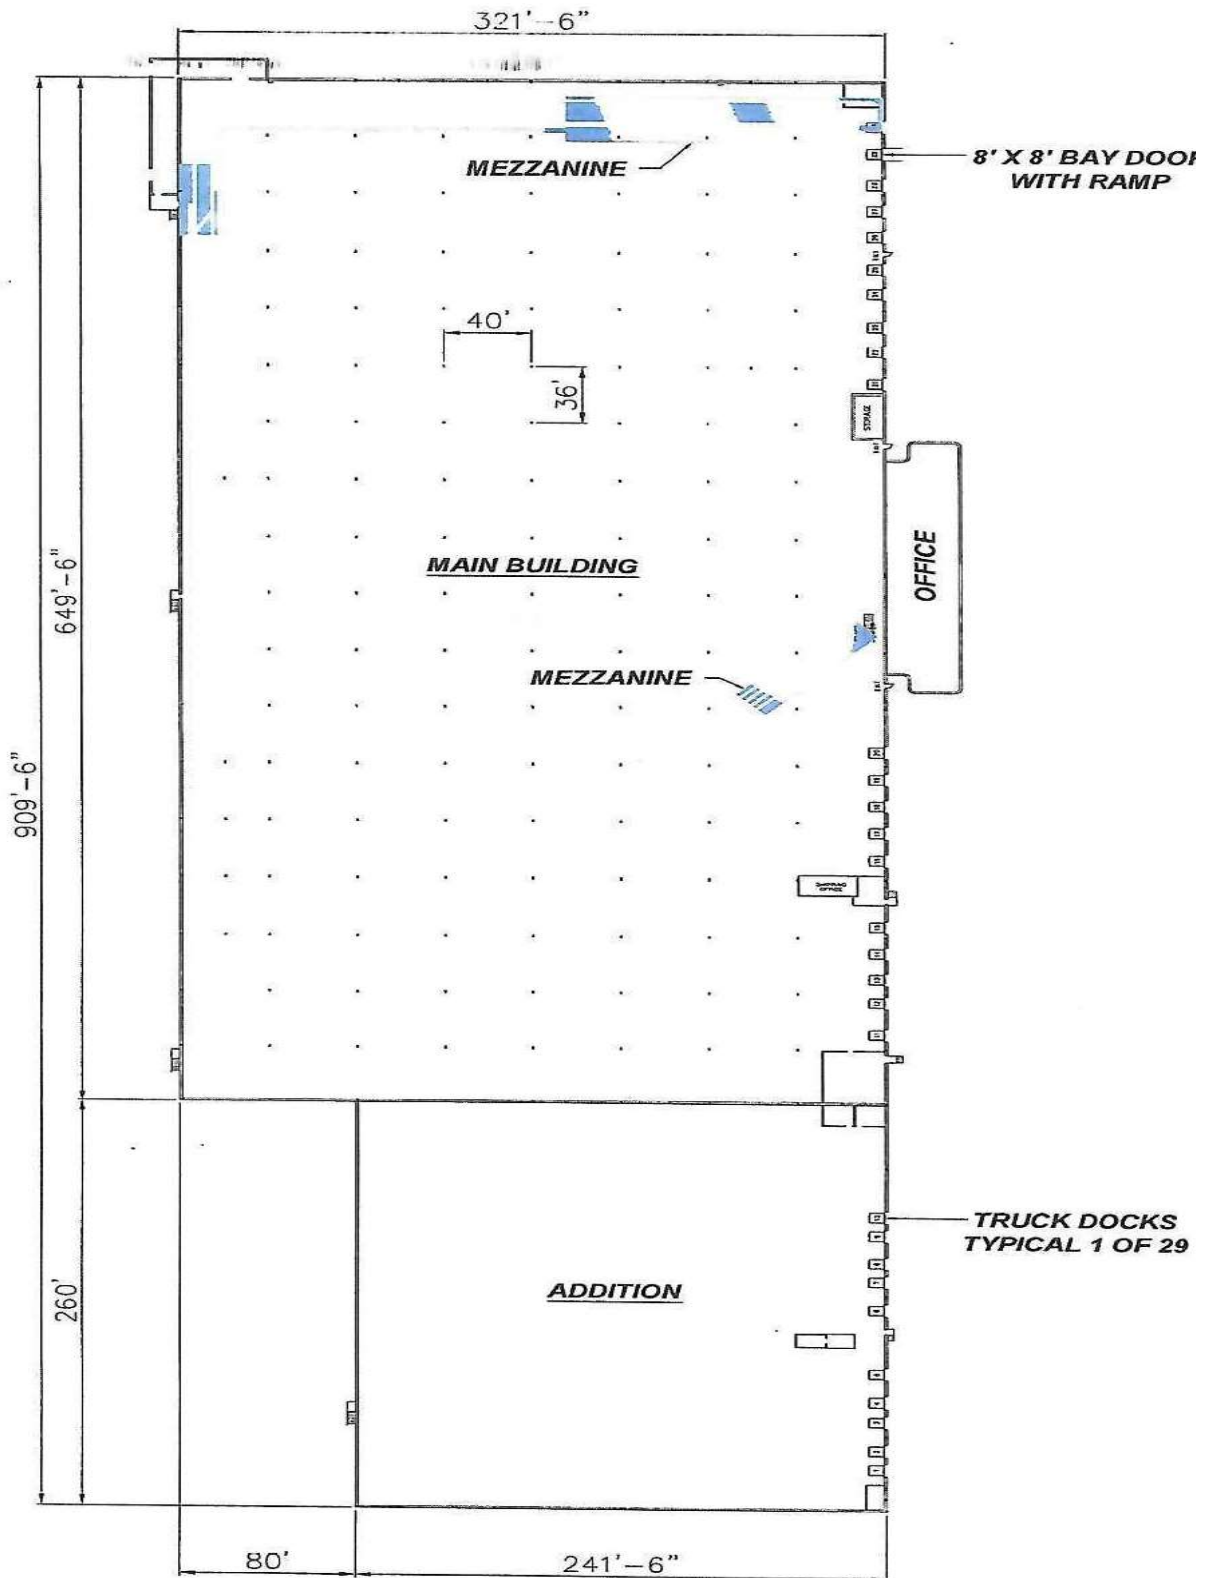 321'-6"
MEZZANINE
8' X 8' BAY DOOR
WITH RAMP
40'
36'
STORAGE
649'-6"
MAIN BUILDING
OFFICE
MEZZANINE
909'-6"
SHIPPING
OFFICE
TRUCK DOCKS
TYPICAL 1 OF 29
ADDITION
260'
80'
241'-6"